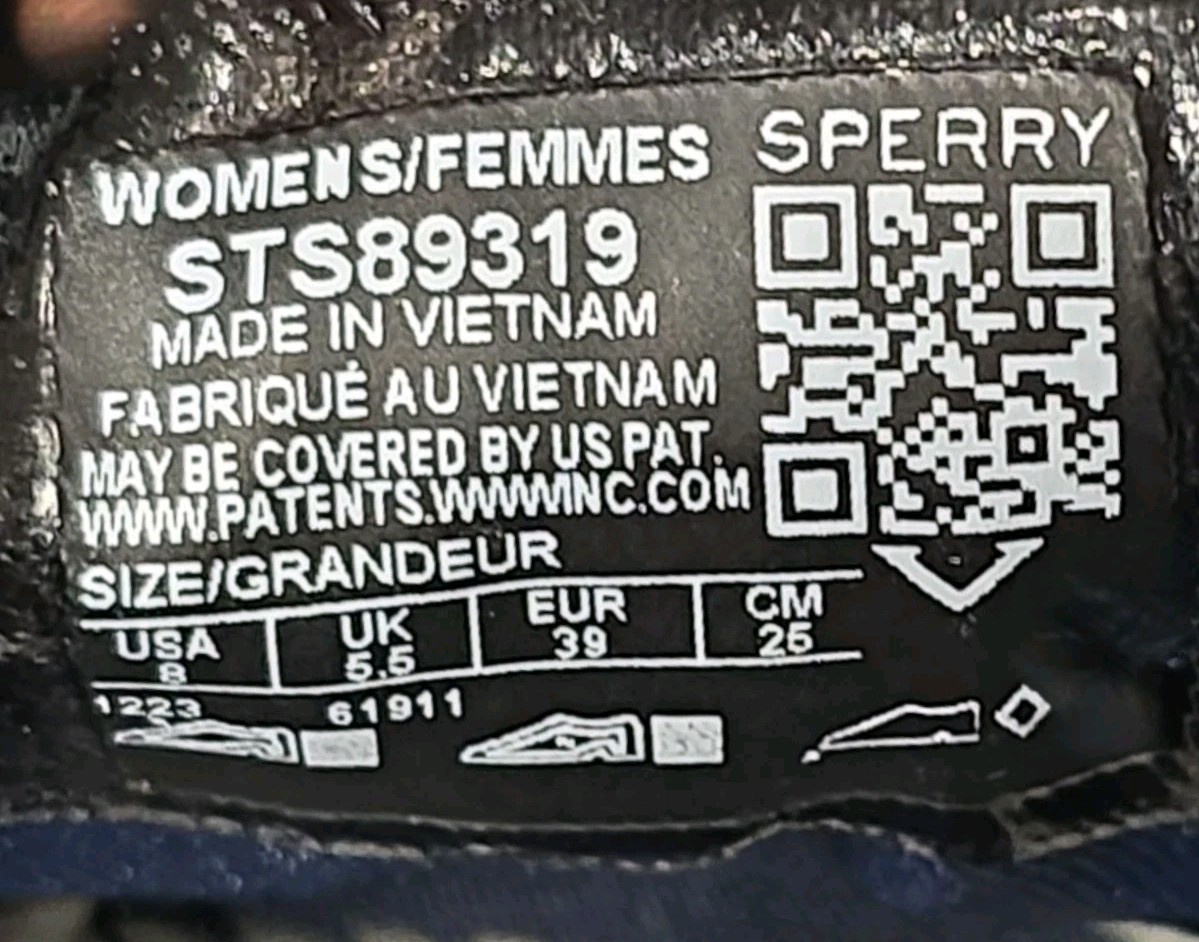 WOMENS/FEMMES
STS89319
MADE IN VIETNAM
FABRIQUÉ AU VIETNAM
MAY BE COVERED BY US PAT.
WWW.PATENTS.WWWINC.COM
SIZE/GRANDEUR
USA UK EUR CM
8 5.5 39 25
1223 61911
SPERRY